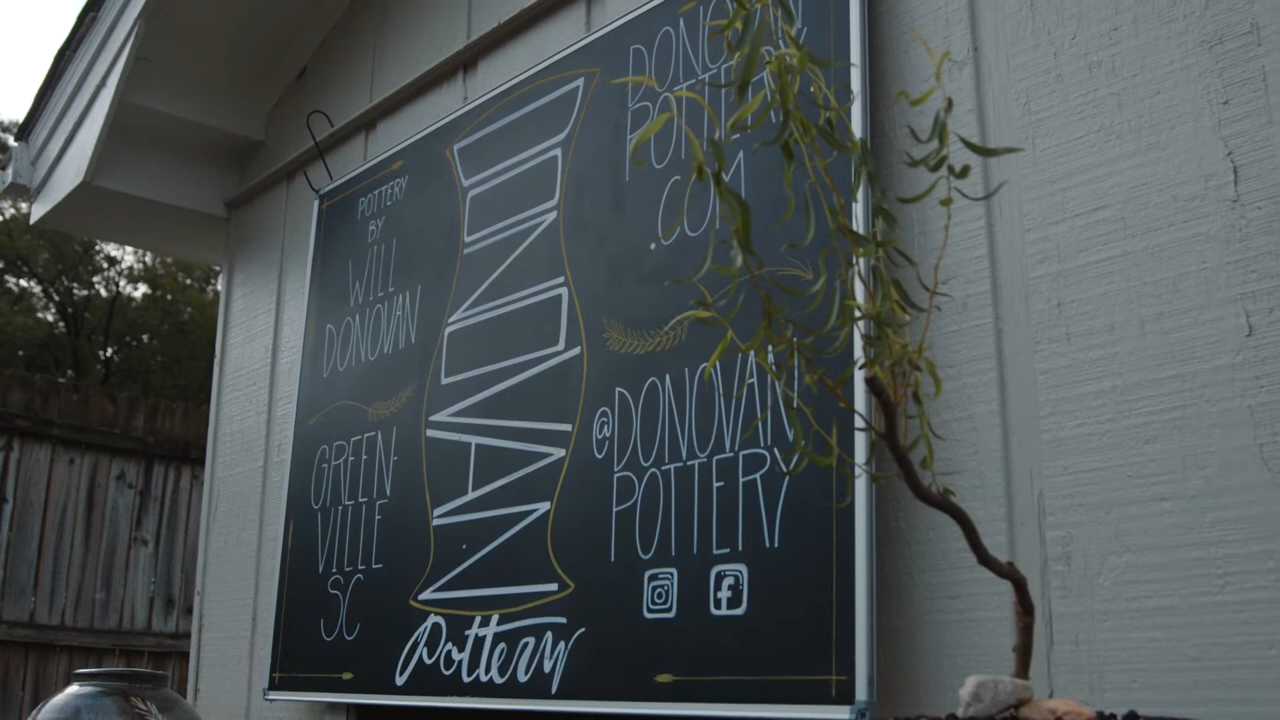 POTTERY
BY
WILL
DONOVAN
GREEN-
VILLE
SC
DONOVAN
Pottery
DONOVAN
POTTERY
.COM
@DONOVAN
POTTERY